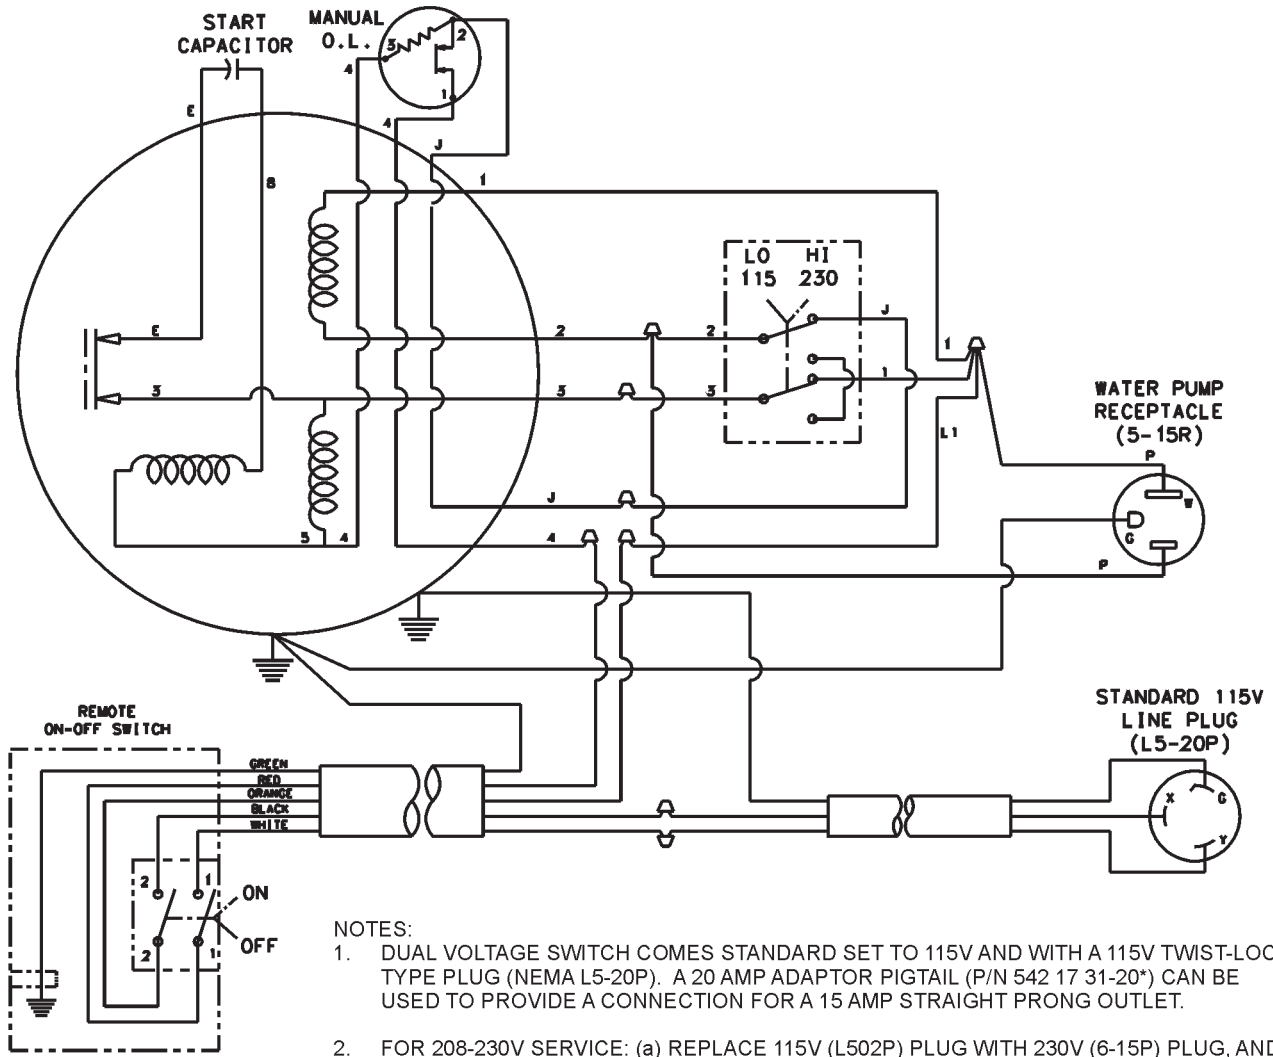 START
CAPACITOR
MANUAL
O.L.
3
2
1
4
4
E
J
8
1
LO HI
115 230
E
2
2
J
3
3
3
1
1
L1
J
5 4
4
WATER PUMP
RECEPTACLE
(5-15R)
P
W
G
P
REMOTE
ON-OFF SWITCH
GREEN
RED
ORANGE
BLACK
WHITE
2 1
ON
OFF
2 1
STANDARD 115V
LINE PLUG
(L5-20P)
X G
Y
NOTES:
1. DUAL VOLTAGE SWITCH COMES STANDARD SET TO 115V AND WITH A 115V TWIST-LOC
TYPE PLUG (NEMA L5-20P). A 20 AMP ADAPTOR PIGTAIL (P/N 542 17 31-20*) CAN BE
USED TO PROVIDE A CONNECTION FOR A 15 AMP STRAIGHT PRONG OUTLET.
2. FOR 208-230V SERVICE: (a) REPLACE 115V (L502P) PLUG WITH 230V (6-15P) PLUG, AND